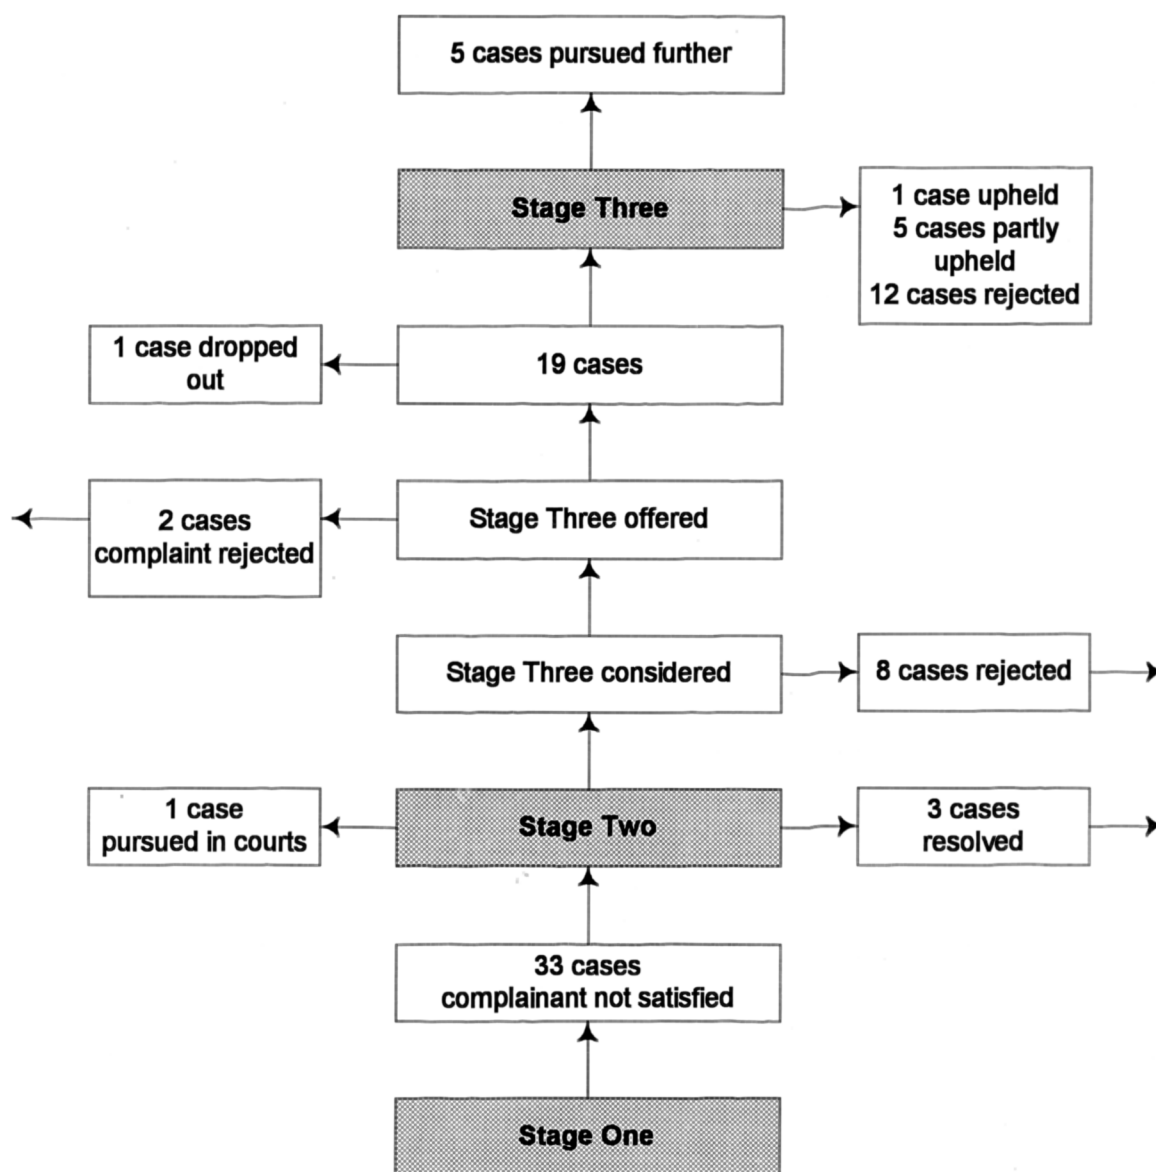 5 cases pursued further
Stage Three
1 case upheld
5 cases partly
upheld
12 cases rejected
1 case dropped
out
19 cases
2 cases
complaint rejected
Stage Three offered
Stage Three considered
8 cases rejected
1 case
pursued in courts
Stage Two
3 cases
resolved
33 cases
complainant not satisfied
Stage One